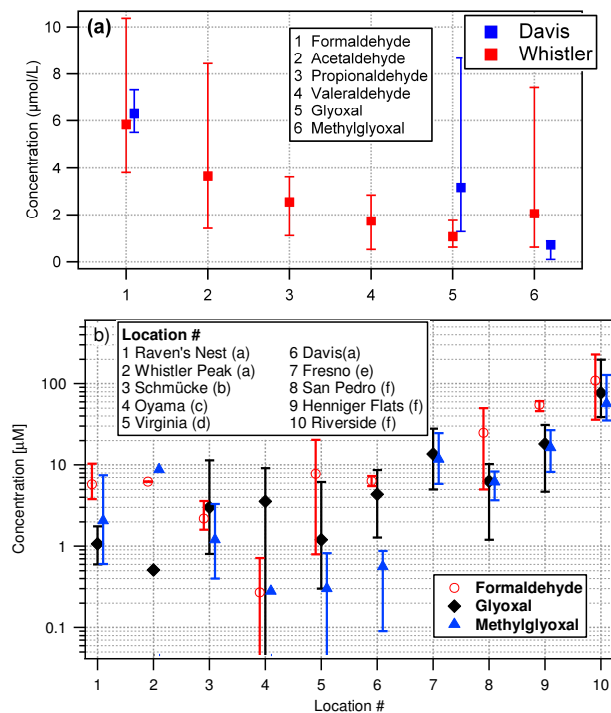 (a)
1 Formaldehyde
2 Acetaldehyde
3 Propionaldehyde
4 Valeraldehyde
5 Glyoxal
6 Methylglyoxal
Davis
Whistler
Concentration (μmol/L)
10
8
6
4
2
0
1 2 3 4 5 6
b)
Location #
1 Raven's Nest (a)
2 Whistler Peak (a)
3 Schmücke (b)
4 Oyama (c)
5 Virginia (d)
6 Davis(a)
7 Fresno (e)
8 San Pedro (f)
9 Henniger Flats (f)
10 Riverside (f)
Concentration [µM]
100
10
1
0.1
Formaldehyde
Glyoxal
Methylglyoxal
1 2 3 4 5 6 7 8 9 10
Location #